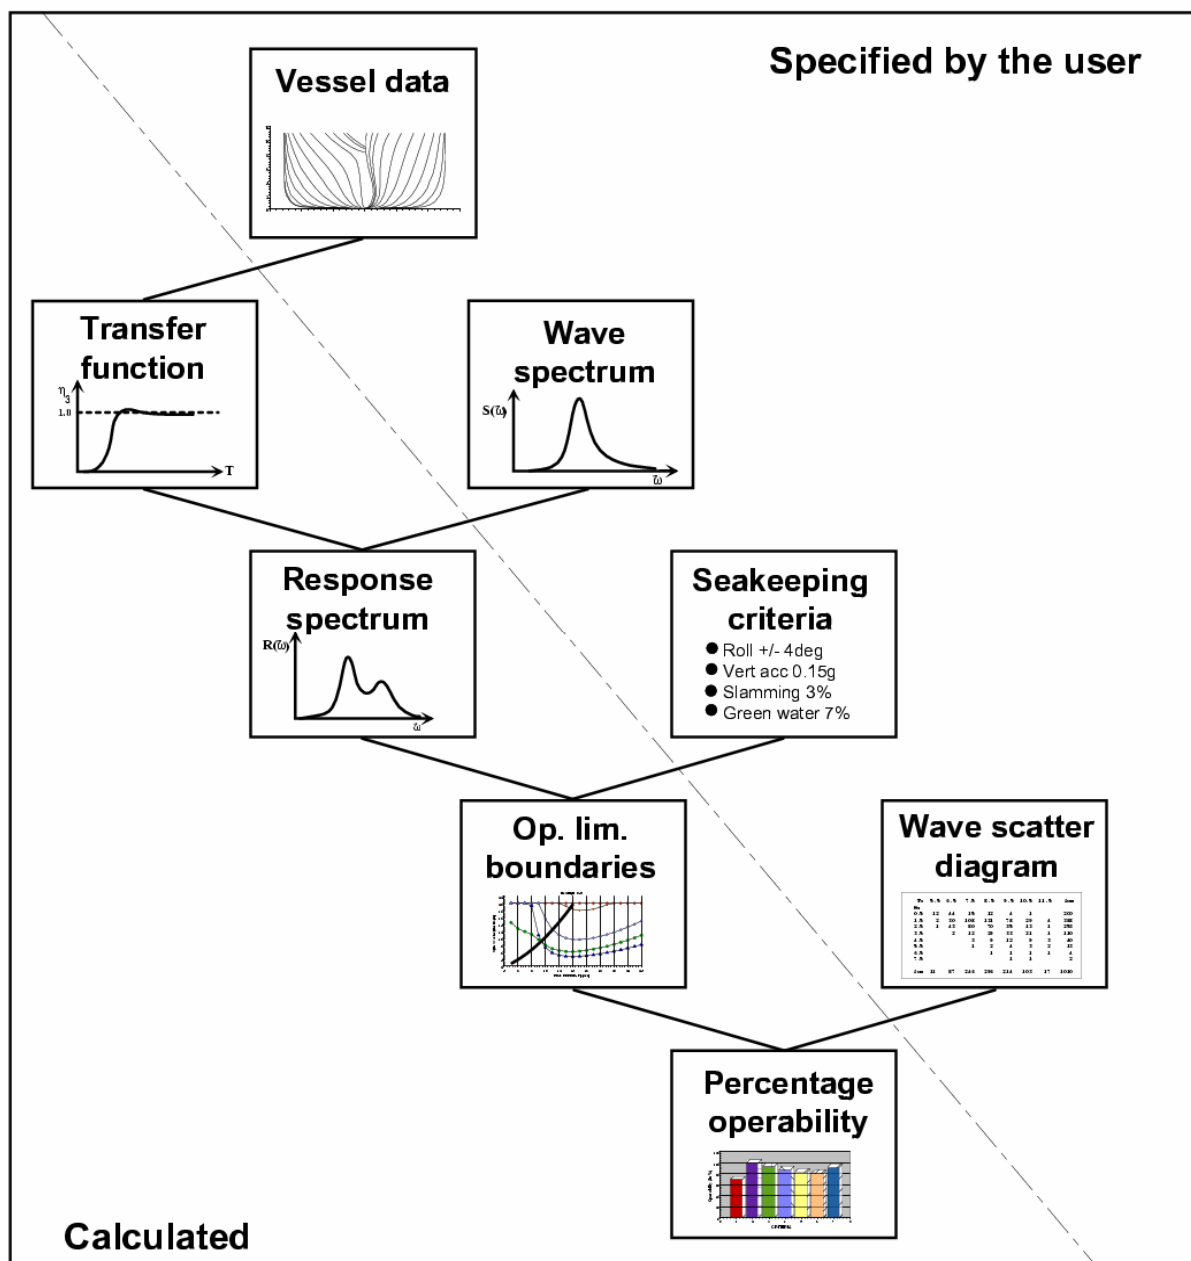 Specified by the user
Vessel data
Transfer
function
η3
1.0
T
Wave
spectrum
S(ω)
ω
Response
spectrum
R(ω)
ω
Seakeeping
criteria
● Roll +/- 4deg
● Vert acc 0.15g
● Slamming 3%
● Green water 7%
Op. lim.
boundaries
Wave scatter
diagram
Percentage
operability
Calculated